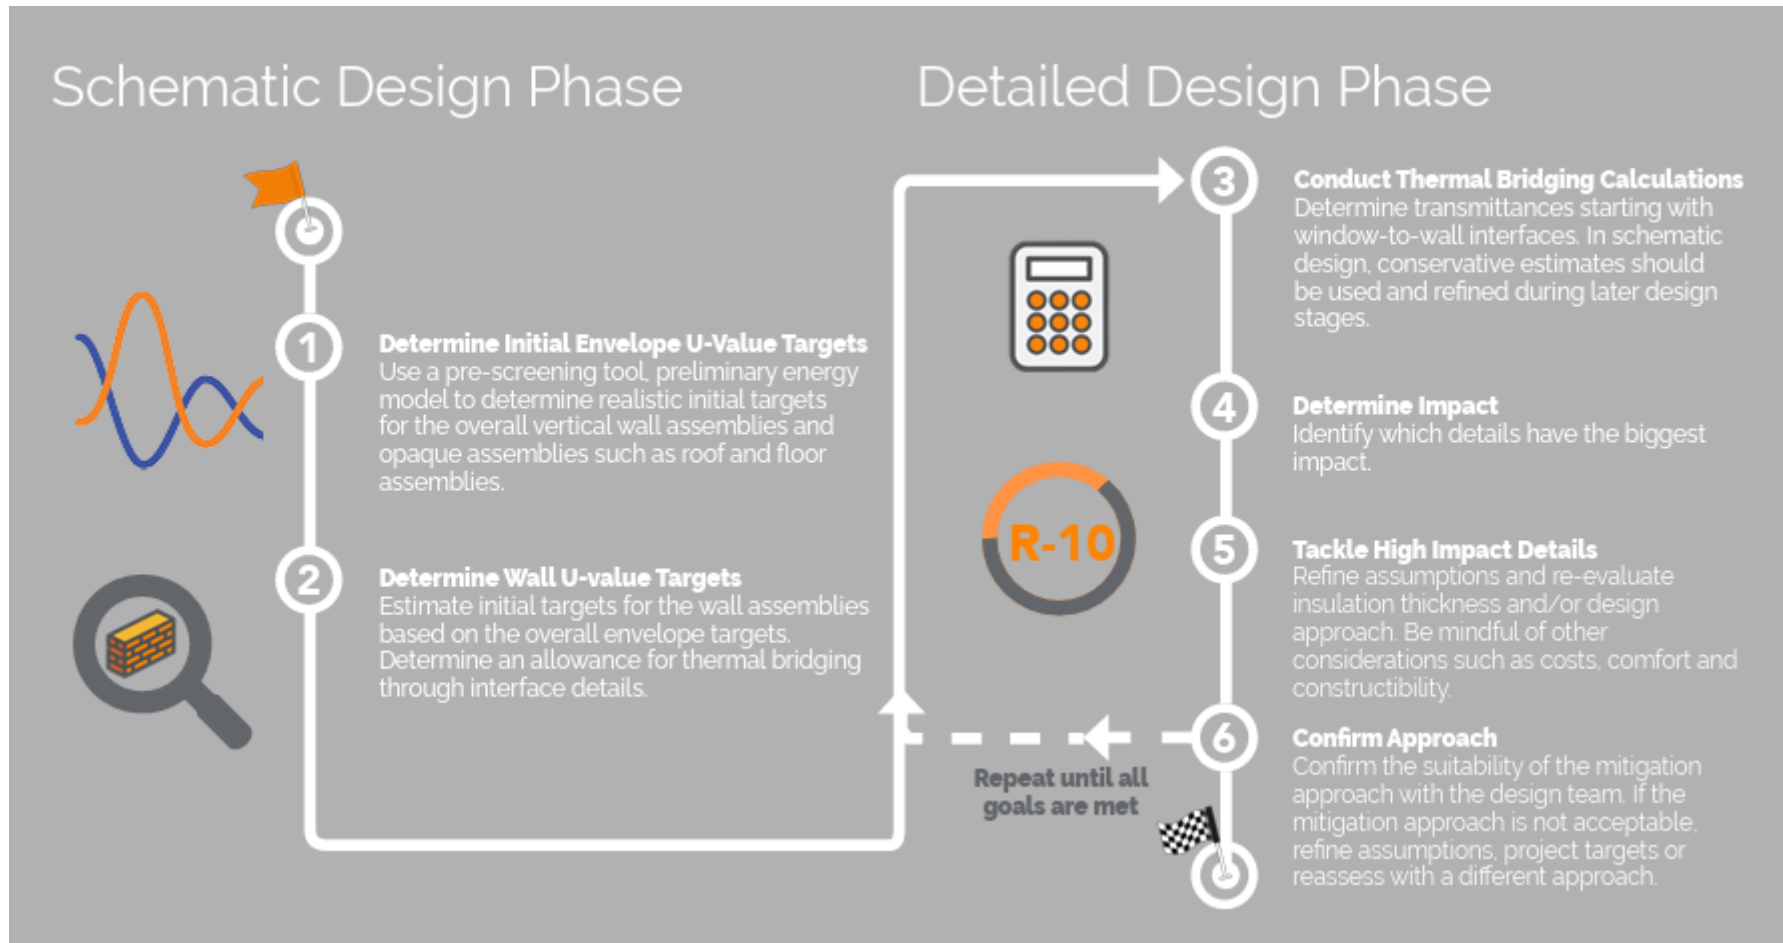 Schematic Design Phase
1
Determine Initial Envelope U-Value Targets
Use a pre-screening tool, preliminary energy
model to determine realistic initial targets
for the overall vertical wall assemblies and
opaque assemblies such as roof and floor
assemblies.
2
Determine Wall U-value Targets
Estimate initial targets for the wall assemblies
based on the overall envelope targets.
Determine an allowance for thermal bridging
through interface details.
Detailed Design Phase
3
Conduct Thermal Bridging Calculations
Determine transmittances starting with
window-to-wall interfaces. In schematic
design, conservative estimates should
be used and refined during later design
stages.
4
Determine Impact
Identify which details have the biggest
impact.
R-10
5
Tackle High Impact Details
Refine assumptions and re-evaluate
insulation thickness and/or design
approach. Be mindful of other
considerations such as costs, comfort and
constructibility.
6
Confirm Approach
Confirm the suitability of the mitigation
approach with the design team. If the
mitigation approach is not acceptable,
refine assumptions, project targets or
reassess with a different approach.
Repeat until all
goals are met